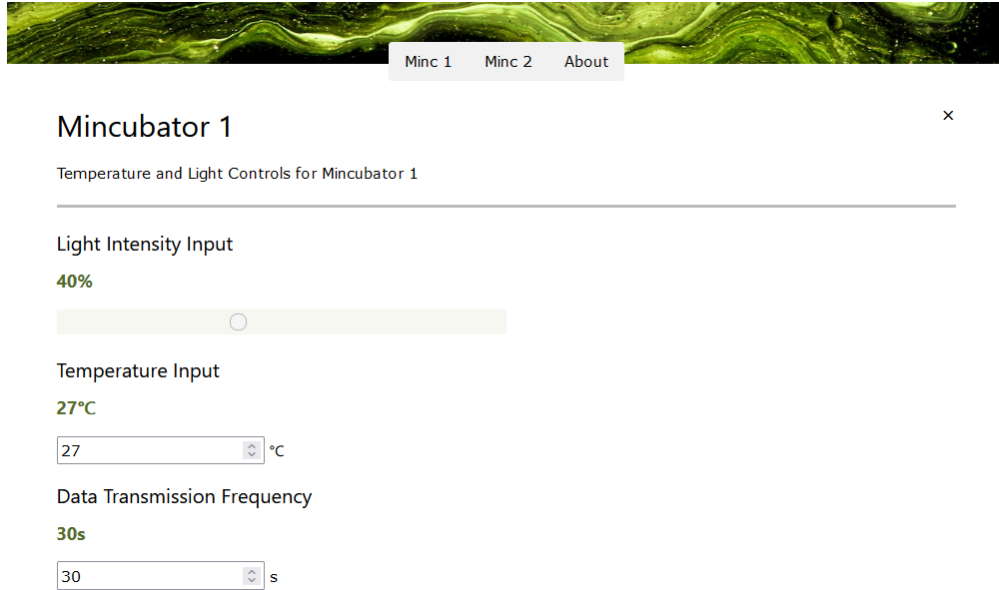 Minc 1 Minc 2 About
Mincubator 1
×
Temperature and Light Controls for Mincubator 1
Light Intensity Input
40%
Temperature Input
27°C
27 °C
Data Transmission Frequency
30s
30 s